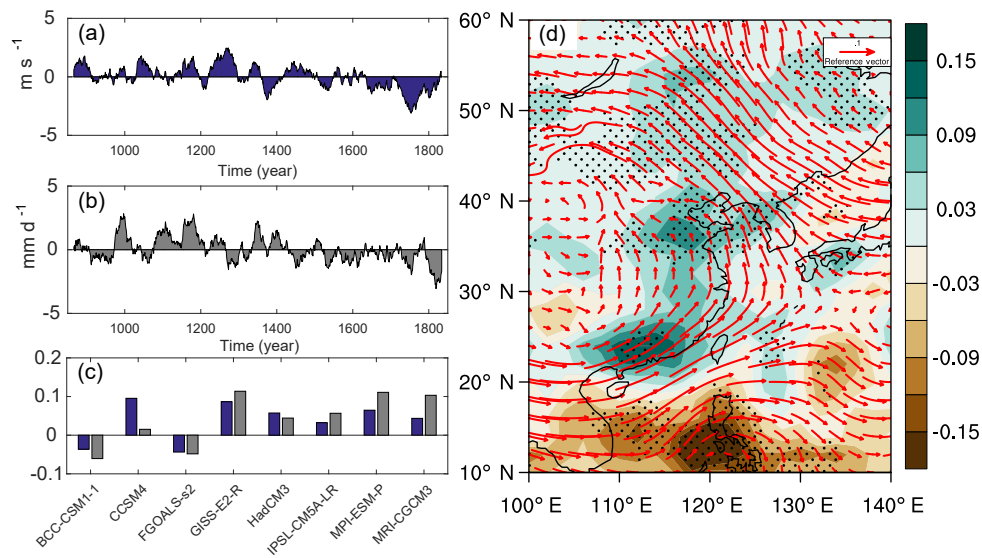 (a)
5
0
-5
m s -1
1000 1200 1400 1600 1800
Time (year)
(b)
5
0
-5
mm d -1
1000 1200 1400 1600 1800
Time (year)
(c)
0.2
0.1
0
-0.1
BCC-CSM1-1
CCSM4
FGOALS-s2
GISS-E2-R
HadCM3
IPSL-CM5A-LR
MPI-ESM-P
MRI-CGCM3
(d)
60° N
50° N
40° N
30° N
20° N
10° N
100° E 110° E 120° E 130° E 140° E
.1
Reference vector
0.15
0.09
0.03
-0.03
-0.09
-0.15